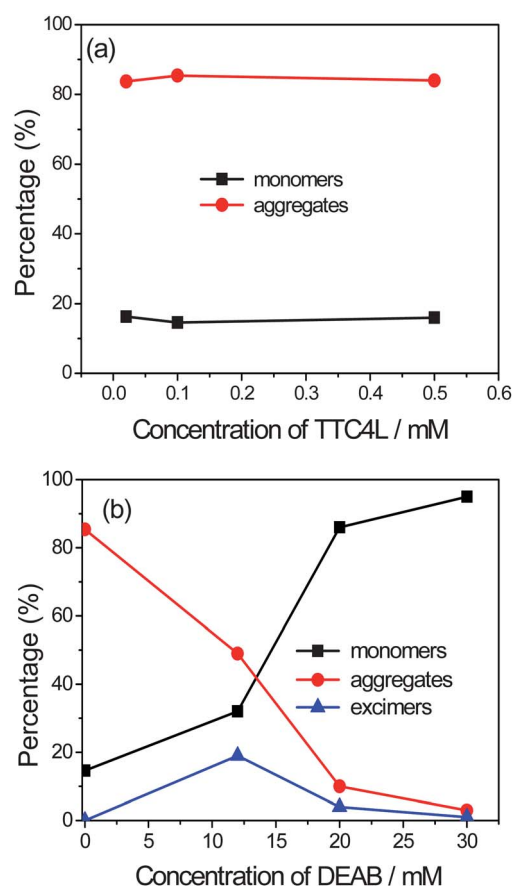 (a)
100
80
60
40
20
0
Percentage (%)
monomers
aggregates
0.0 0.1 0.2 0.3 0.4 0.5 0.6
Concentration of TTC4L / mM
(b)
100
80
60
40
20
0
Percentage (%)
monomers
aggregates
excimers
0 5 10 15 20 25 30
Concentration of DEAB / mM